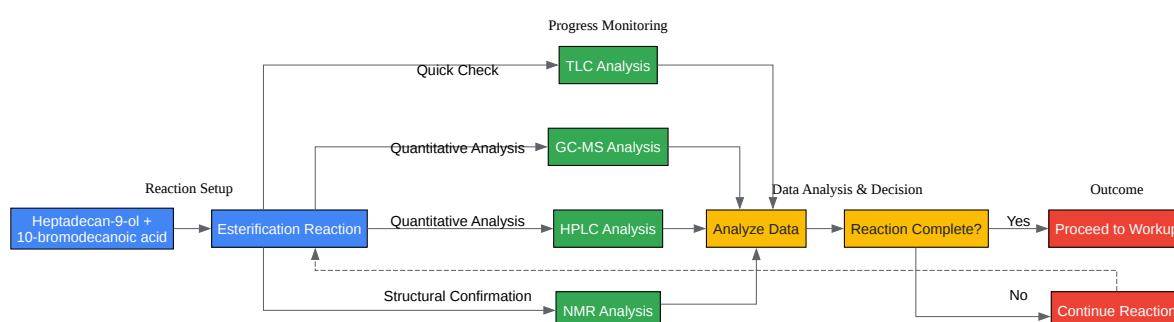 Progress Monitoring
TLC Analysis
Quick Check
GC-MS Analysis
Quantitative Analysis
Reaction Setup
Data Analysis & Decision
Outcome
Heptadecan-9-ol +
10-bromodecanoic acid
Esterification Reaction
Quantitative Analysis
HPLC Analysis
Analyze Data
Reaction Complete?
Yes
Proceed to Workup
Structural Confirmation
NMR Analysis
No
Continue Reaction